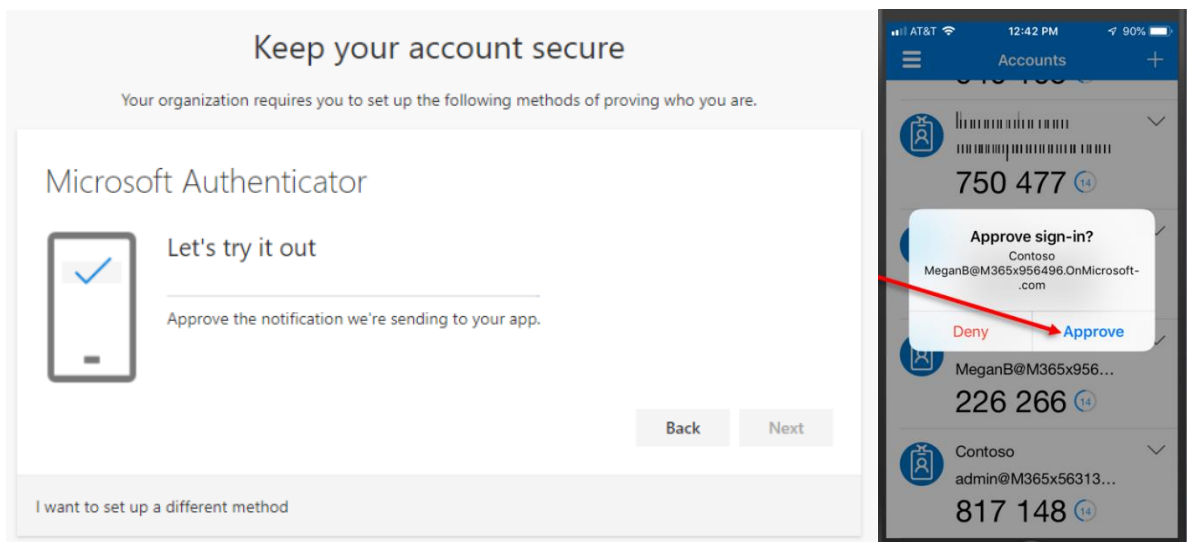 Keep your account secure
Your organization requires you to set up the following methods of proving who you are.
Microsoft Authenticator
Let's try it out
Approve the notification we're sending to your app.
Back
Next
I want to set up a different method
AT&T
12:42 PM
90%
Accounts
750 477
14
Approve sign-in?
Contoso
MeganB@M365x956496.OnMicrosoft-
.com
Deny
Approve
MeganB@M365x956...
226 266
14
Contoso
admin@M365x56313...
817 148
14